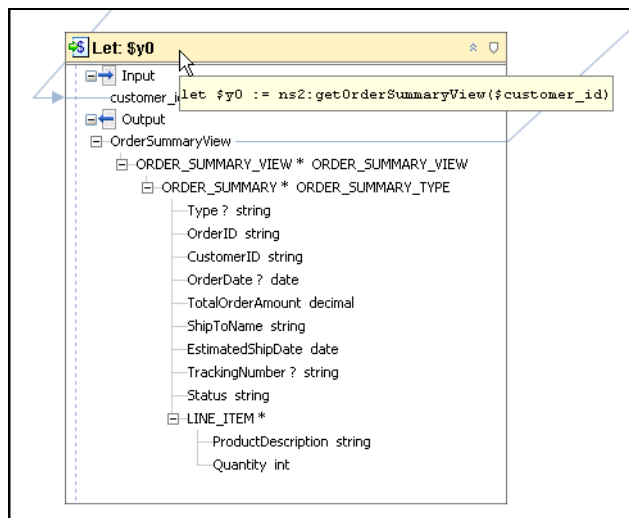 Let: $y0
Input
customer_i
let $y0 := ns2:getOrderSummaryView($customer_id)
Output
OrderSummaryView
ORDER_SUMMARY_VIEW * ORDER_SUMMARY_VIEW
ORDER_SUMMARY * ORDER_SUMMARY_TYPE
Type ? string
OrderID string
CustomerID string
OrderDate ? date
TotalOrderAmount decimal
ShipToName string
EstimatedShipDate date
TrackingNumber ? string
Status string
LINE_ITEM *
ProductDescription string
Quantity int